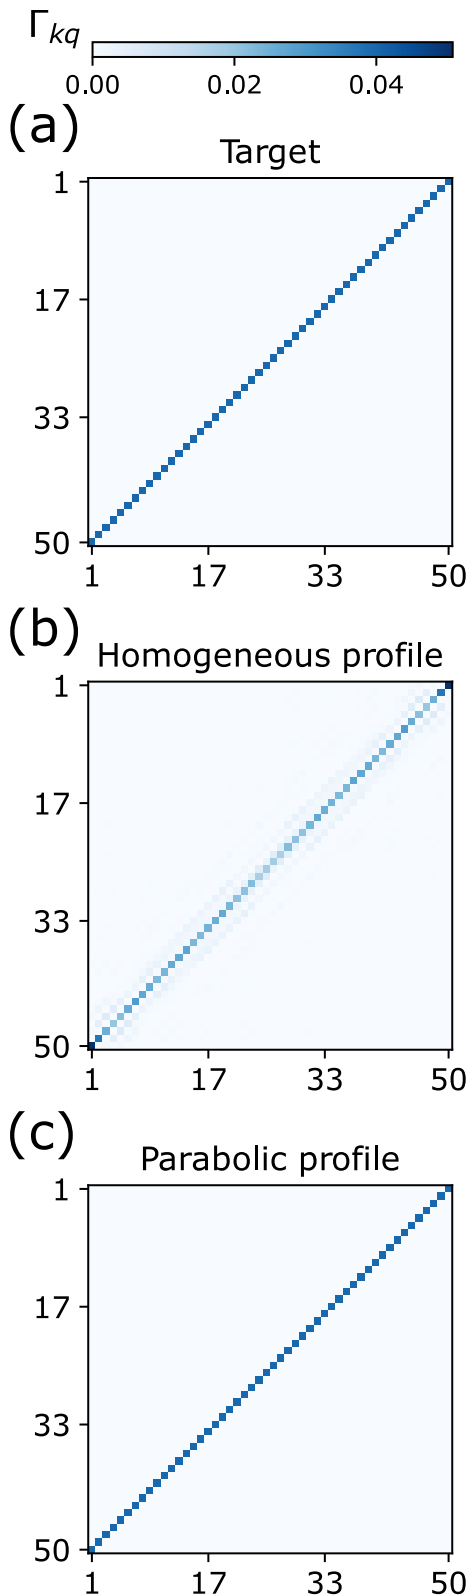 Γkq
0.00 0.02 0.04
(a)
Target
1
17
33
50
1 17 33 50
(b)
Homogeneous profile
1
17
33
50
1 17 33 50
(c)
Parabolic profile
1
17
33
50
1 17 33 50